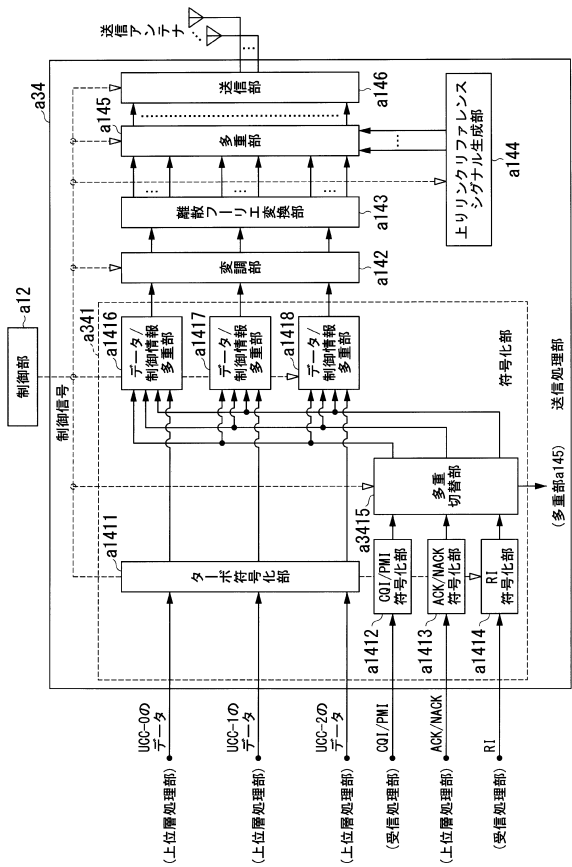 制御部
a12
制御信号
a34
送信アンテナ
a341
a1411
ターボ符号化部
a1416
データ/
制御情報
多重部
a1417
データ/
制御情報
多重部
a1418
データ/
制御情報
多重部
変調部
a142
離散フーリエ変換部
a143
a145
多重部
送信部
a146
上りリンクリファレンス
シグナル生成部
a144
UCC-0の
データ
(上位層処理部)
UCC-1の
データ
(上位層処理部)
UCC-2の
データ
(上位層処理部)
CQI/PMI
(受信処理部)
ACK/NACK
(上位層処理部)
RI
(受信処理部)
CQI/PMI
符号化部
a1412
ACK/NACK
符号化部
a1413
RI
符号化部
a1414
a3415
多重
切替部
符号化部
送信処理部
(多重部a145)